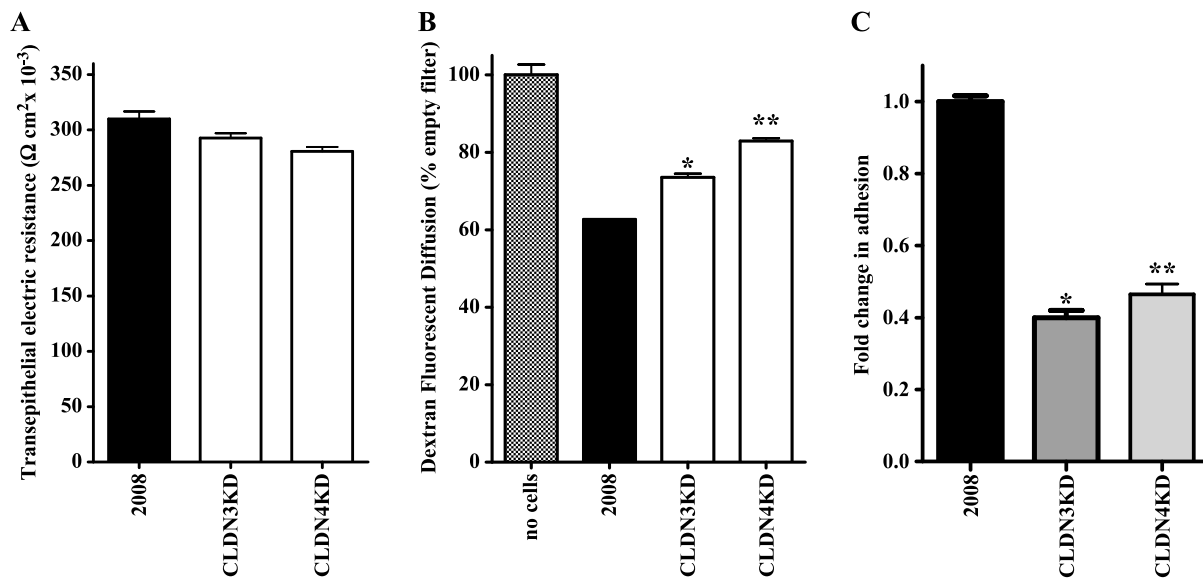 A
Transepithelial electric resistance (Ω cm²x 10⁻³)
350
300
250
200
150
100
50
0
2008
CLDN3KD
CLDN4KD
B
Dextran Fluorescent Diffusion (% empty filter)
100
80
60
40
20
0
*
**
no cells
2008
CLDN3KD
CLDN4KD
C
Fold change in adhesion
1.0
0.8
0.6
0.4
0.2
0.0
*
**
2008
CLDN3KD
CLDN4KD